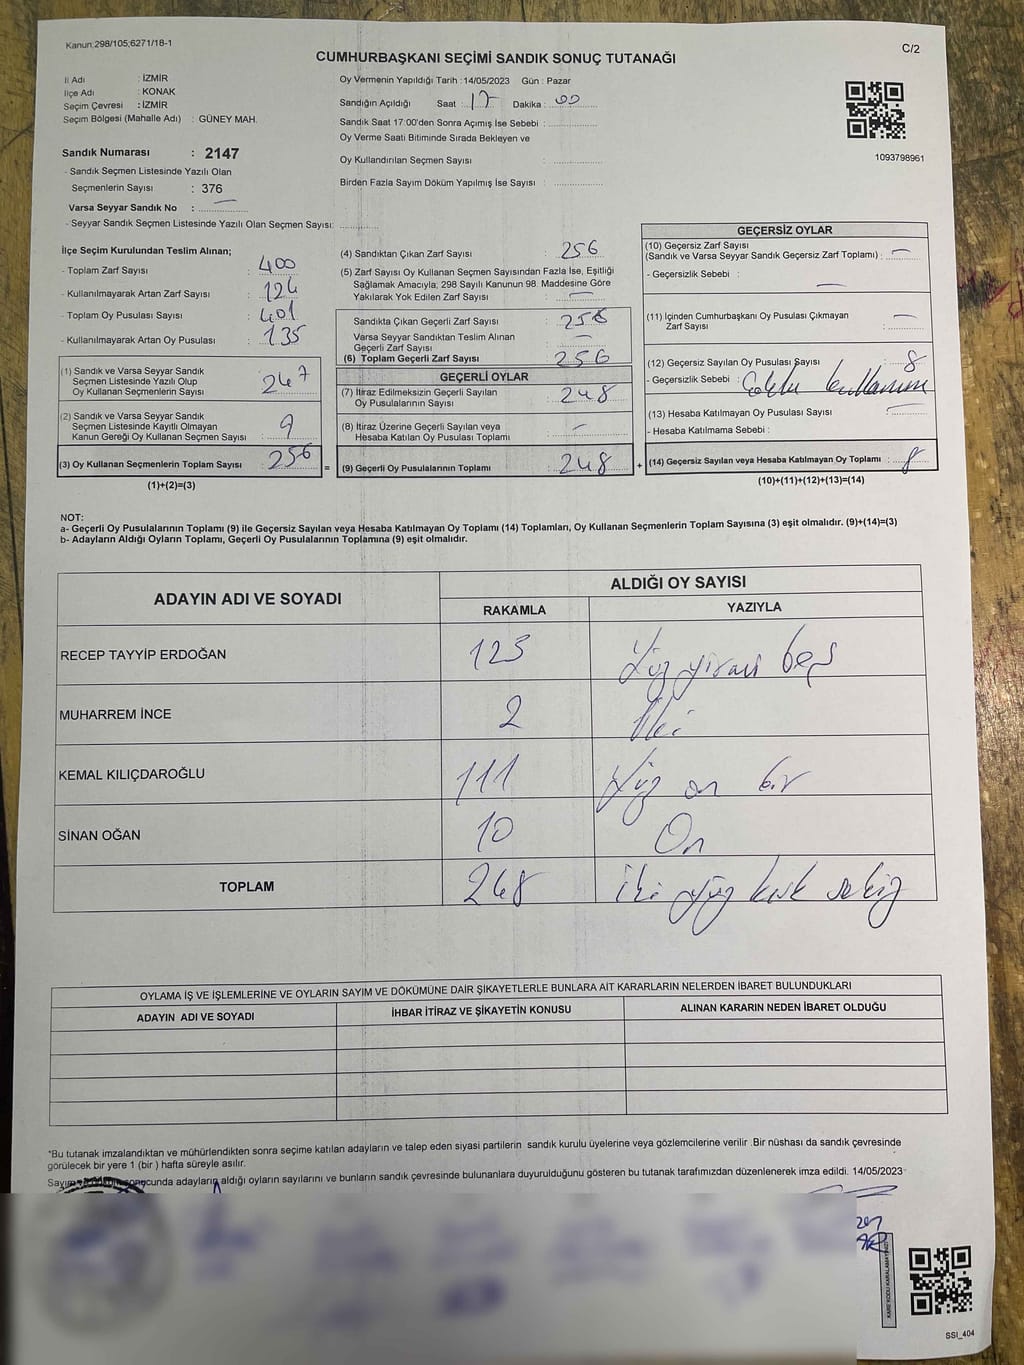 Kanun:298/105;6271/18-1
C/2
CUMHURBAŞKANI SEÇİMİ SANDIK SONUÇ TUTANAĞI
İl Adı : İZMİR
İlçe Adı : KONAK
Seçim Çevresi : İZMİR
Seçim Bölgesi (Mahalle Adı) : GÜNEY MAH.
Sandık Numarası : 2147
- Sandık Seçmen Listesinde Yazılı Olan
Seçmenlerin Sayısı : 376
Varsa Seyyar Sandık No :
- Seyyar Sandık Seçmen Listesinde Yazılı Olan Seçmen Sayısı:
Oy Vermenin Yapıldığı Tarih :14/05/2023 Gün : Pazar
Sandığın Açıldığı Saat : 17 Dakika : 00
Sandık Saat 17:00'den Sonra Açımış İse Sebebi :
Oy Verme Saati Bitiminde Sırada Bekleyen ve
Oy Kullandırılan Seçmen Sayısı :
Birden Fazla Sayım Döküm Yapılmış İse Sayısı :
1093798961
İlçe Seçim Kurulundan Teslim Alınan;
- Toplam Zarf Sayısı : 400
- Kullanılmayarak Artan Zarf Sayısı : 124
- Toplam Oy Pusulası Sayısı : 401
- Kullanılmayarak Artan Oy Pusulası : 135
(1) Sandık ve Varsa Seyyar Sandık
Seçmen Listesinde Yazılı Olup
Oy Kullanan Seçmenlerin Sayısı : 247
(2) Sandık ve Varsa Seyyar Sandık
Seçmen Listesinde Kayıtlı Olmayan
Kanun Gereği Oy Kullanan Seçmen Sayısı : 9
(3) Oy Kullanan Seçmenlerin Toplam Sayısı : 256
(1)+(2)=(3)
=
(4) Sandıktan Çıkan Zarf Sayısı : 256
(5) Zarf Sayısı Oy Kullanan Seçmen Sayısından Fazla İse, Eşitliği
Sağlamak Amacıyla; 298 Sayılı Kanunun 98. Maddesine Göre
Yakılarak Yok Edilen Zarf Sayısı : —
Sandıkta Çıkan Geçerli Zarf Sayısı : 256
Varsa Seyyar Sandıktan Teslim Alınan
Geçerli Zarf Sayısı : —
(6) Toplam Geçerli Zarf Sayısı : 256
GEÇERLİ OYLAR
(7) İtiraz Edilmeksizin Geçerli Sayılan
Oy Pusulalarının Sayısı : 248
(8) İtiraz Üzerine Geçerli Sayılan veya
Hesaba Katılan Oy Pusulası Toplamı : —
(9) Geçerli Oy Pusulalarının Toplamı : 248
+
GEÇERSİZ OYLAR
(10) Geçersiz Zarf Sayısı
(Sandık ve Varsa Seyyar Sandık Geçersiz Zarf Toplamı) : —
- Geçersizlik Sebebi : —
(11) İçinden Cumhurbaşkanı Oy Pusulası Çıkmayan
Zarf Sayısı : —
(12) Geçersiz Sayılan Oy Pusulası Sayısı : 8
- Geçersizlik Sebebi : kullanım
(13) Hesaba Katılmayan Oy Pusulası Sayısı : —
- Hesaba Katılmama Sebebi :
(14) Geçersiz Sayılan veya Hesaba Katılmayan Oy Toplamı : 8
(10)+(11)+(12)+(13)=(14)
NOT:
a- Geçerli Oy Pusulalarının Toplamı (9) ile Geçersiz Sayılan veya Hesaba Katılmayan Oy Toplamı (14) Toplamları, Oy Kullanan Seçmenlerin Toplam Sayısına (3) eşit olmalıdır. (9)+(14)=(3)
b- Adayların Aldığı Oyların Toplamı, Geçerli Oy Pusulalarının Toplamına (9) eşit olmalıdır.
ADAYIN ADI VE SOYADI
ALDIĞI OY SAYISI
RAKAMLA YAZIYLA
RECEP TAYYİP ERDOĞAN 125 Yüz yirmi beş
MUHARREM İNCE 2 İki
KEMAL KILIÇDAROĞLU 111 Yüz on bir
SİNAN OĞAN 10 On
TOPLAM 248 İki yüz kırk sekiz
OYLAMA İŞ VE İŞLEMLERİNE VE OYLARIN SAYIM VE DÖKÜMÜNE DAİR ŞİKAYETLERLE BUNLARA AİT KARARLARIN NELERDEN İBARET BULUNDUKLARI
ADAYIN ADI VE SOYADI İHBAR İTİRAZ VE ŞİKAYETİN KONUSU ALINAN KARARIN NEDEN İBARET OLDUĞU
*Bu tutanak imzalandıktan ve mühürlendikten sonra seçime katılan adayların ve talep eden siyasi partilerin sandık kurulu üyelerine veya gözlemcilerine verilir .Bir nüshası da sandık çevresinde
görülecek bir yere 1 (bir ) hafta süreyle asılır.
Sayım ve döküm sonucunda adayların aldığı oyların sayılarını ve bunların sandık çevresinde bulunanlara duyurulduğunu gösteren bu tutanak tarafımızdan düzenlenerek imza edildi. 14/05/2023
KARE KODU KARALAMAYINIZ!
SSI_404